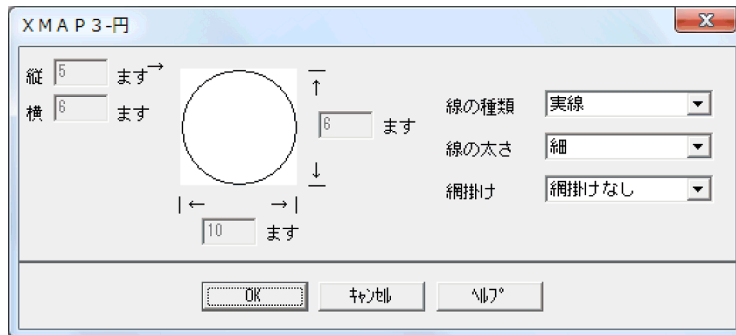 XMAP3-円
縦 5 ます→
横 6 ます
↑
6 ます
↓
|← →|
10 ます
線の種類 実線
線の太さ 細
網掛け 網掛けなし
OK ｷｬﾝｾﾙ ﾍﾙﾌﾟ